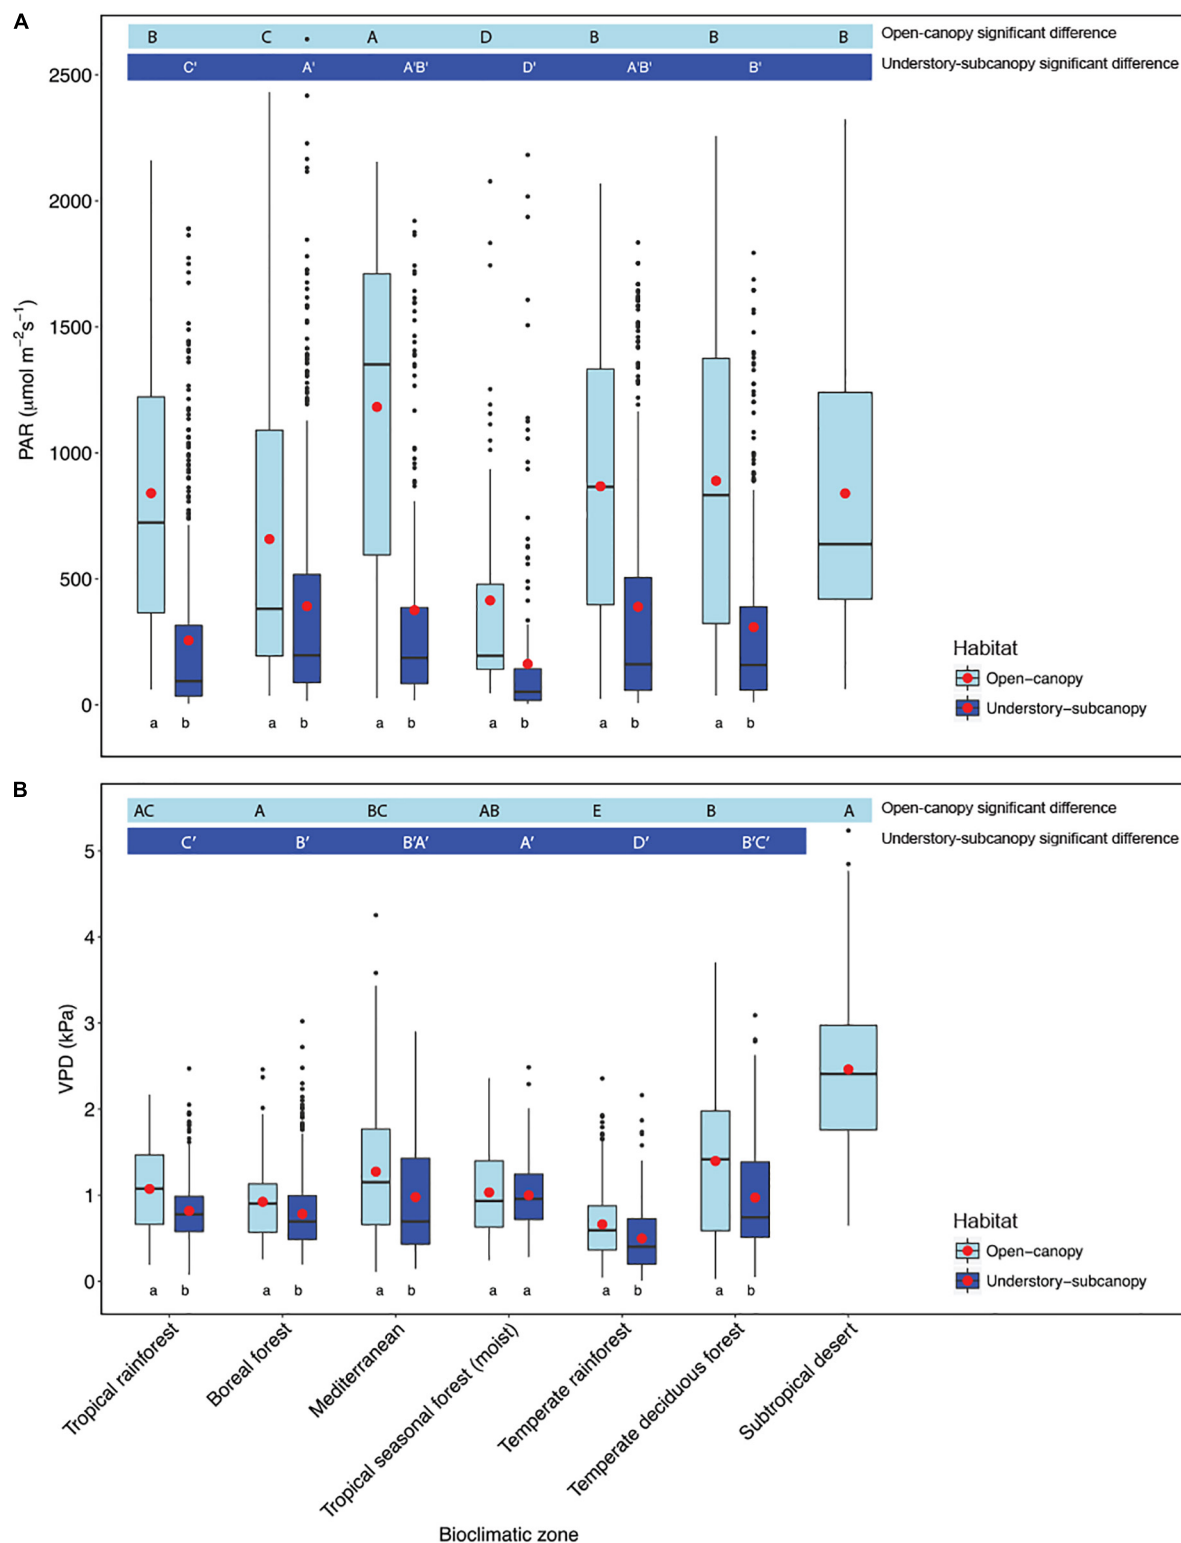 A
B C A D B B B Open-canopy significant difference
C' A' A'B' D' A'B' B' Understory-subcanopy significant difference
2500
2000
1500
1000
500
0
PAR (μmol m⁻²s⁻¹)
a b a b a b a b a b a b
Habitat
Open-canopy
Understory-subcanopy
B
AC A BC AB E B A Open-canopy significant difference
C′ B′ B′A′ A′ D′ B′C′ Understory-subcanopy significant difference
5
4
3
2
1
0
VPD (kPa)
a b a b a b a a a b a b
Habitat
Open-canopy
Understory-subcanopy
Tropical rainforest
Boreal forest
Mediterranean
Tropical seasonal forest (moist)
Temperate rainforest
Temperate deciduous forest
Subtropical desert
Bioclimatic zone